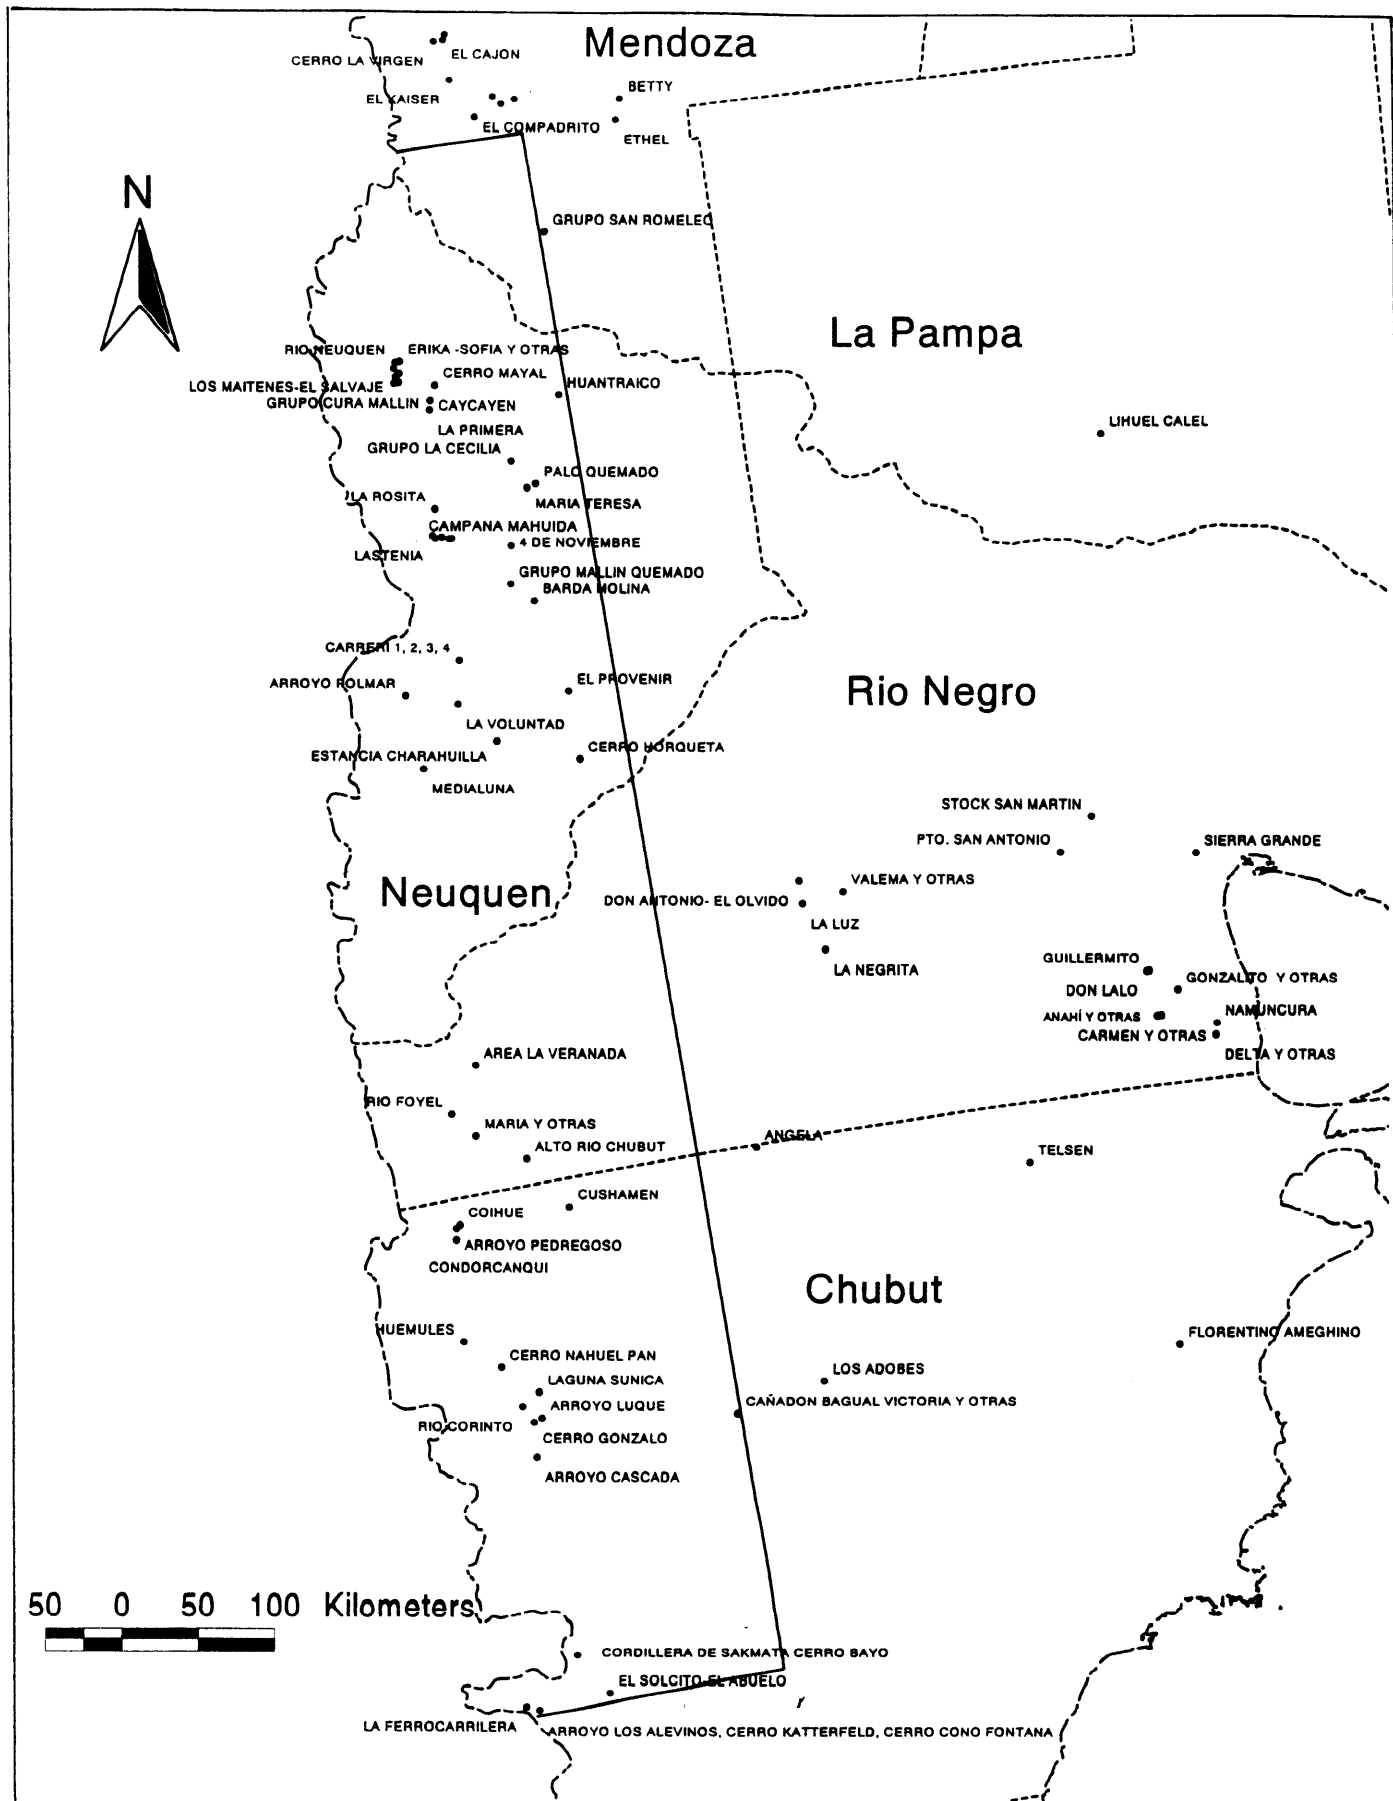 Mendoza
EL CAJON
CERRO LA VIRGEN
BETTY
EL KAISER
EL COMPADRITO
ETHEL
N
GRUPO SAN ROMELEO
La Pampa
RIO NEUQUEN
ERIKA -SOFIA Y OTRAS
CERRO MAYAL
LOS MAITENES-EL SALVAJE
HUANTRAICO
GRUPO CURA MALLIN
CAYCAYEN
LIHUEL CALEL
LA PRIMERA
GRUPO LA CECILIA
PALO QUEMADO
LA ROSITA
MARIA TERESA
CAMPANA MAHUIDA
4 DE NOVIEMBRE
LASTENIA
GRUPO MALLIN QUEMADO
BARDA MOLINA
CARRERI 1, 2, 3, 4
EL PROVENIR
ARROYO POLMAR
Rio Negro
LA VOLUNTAD
CERRO HORQUETA
ESTANCIA CHARAHUILLA
MEDIALUNA
STOCK SAN MARTIN
PTO. SAN ANTONIO
SIERRA GRANDE
Neuquen
VALEMA Y OTRAS
DON ANTONIO- EL OLVIDO
LA LUZ
LA NEGRITA
GUILLERMITO
GONZALITO Y OTRAS
DON LALO
NAMUNCURA
ANAHÍ Y OTRAS
CARMEN Y OTRAS
DELTA Y OTRAS
AREA LA VERANADA
RIO FOYEL
MARIA Y OTRAS
ANGELA
ALTO RIO CHUBUT
TELSEN
CUSHAMEN
COIHUE
ARROYO PEDREGOSO
CONDORCANQUI
Chubut
HUEMULES
FLORENTINO AMEGHINO
CERRO NAHUEL PAN
LOS ADOBES
LAGUNA SUNICA
CAÑADON BAGUAL VICTORIA Y OTRAS
ARROYO LUQUE
RIO CORINTO
CERRO GONZALO
ARROYO CASCADA
50 0 50 100 Kilometers
CORDILLERA DE SAKMATA CERRO BAYO
EL SOLCITO-EL ABUELO
LA FERROCARRILERA
ARROYO LOS ALEVINOS, CERRO KATTERFELD, CERRO CONO FONTANA